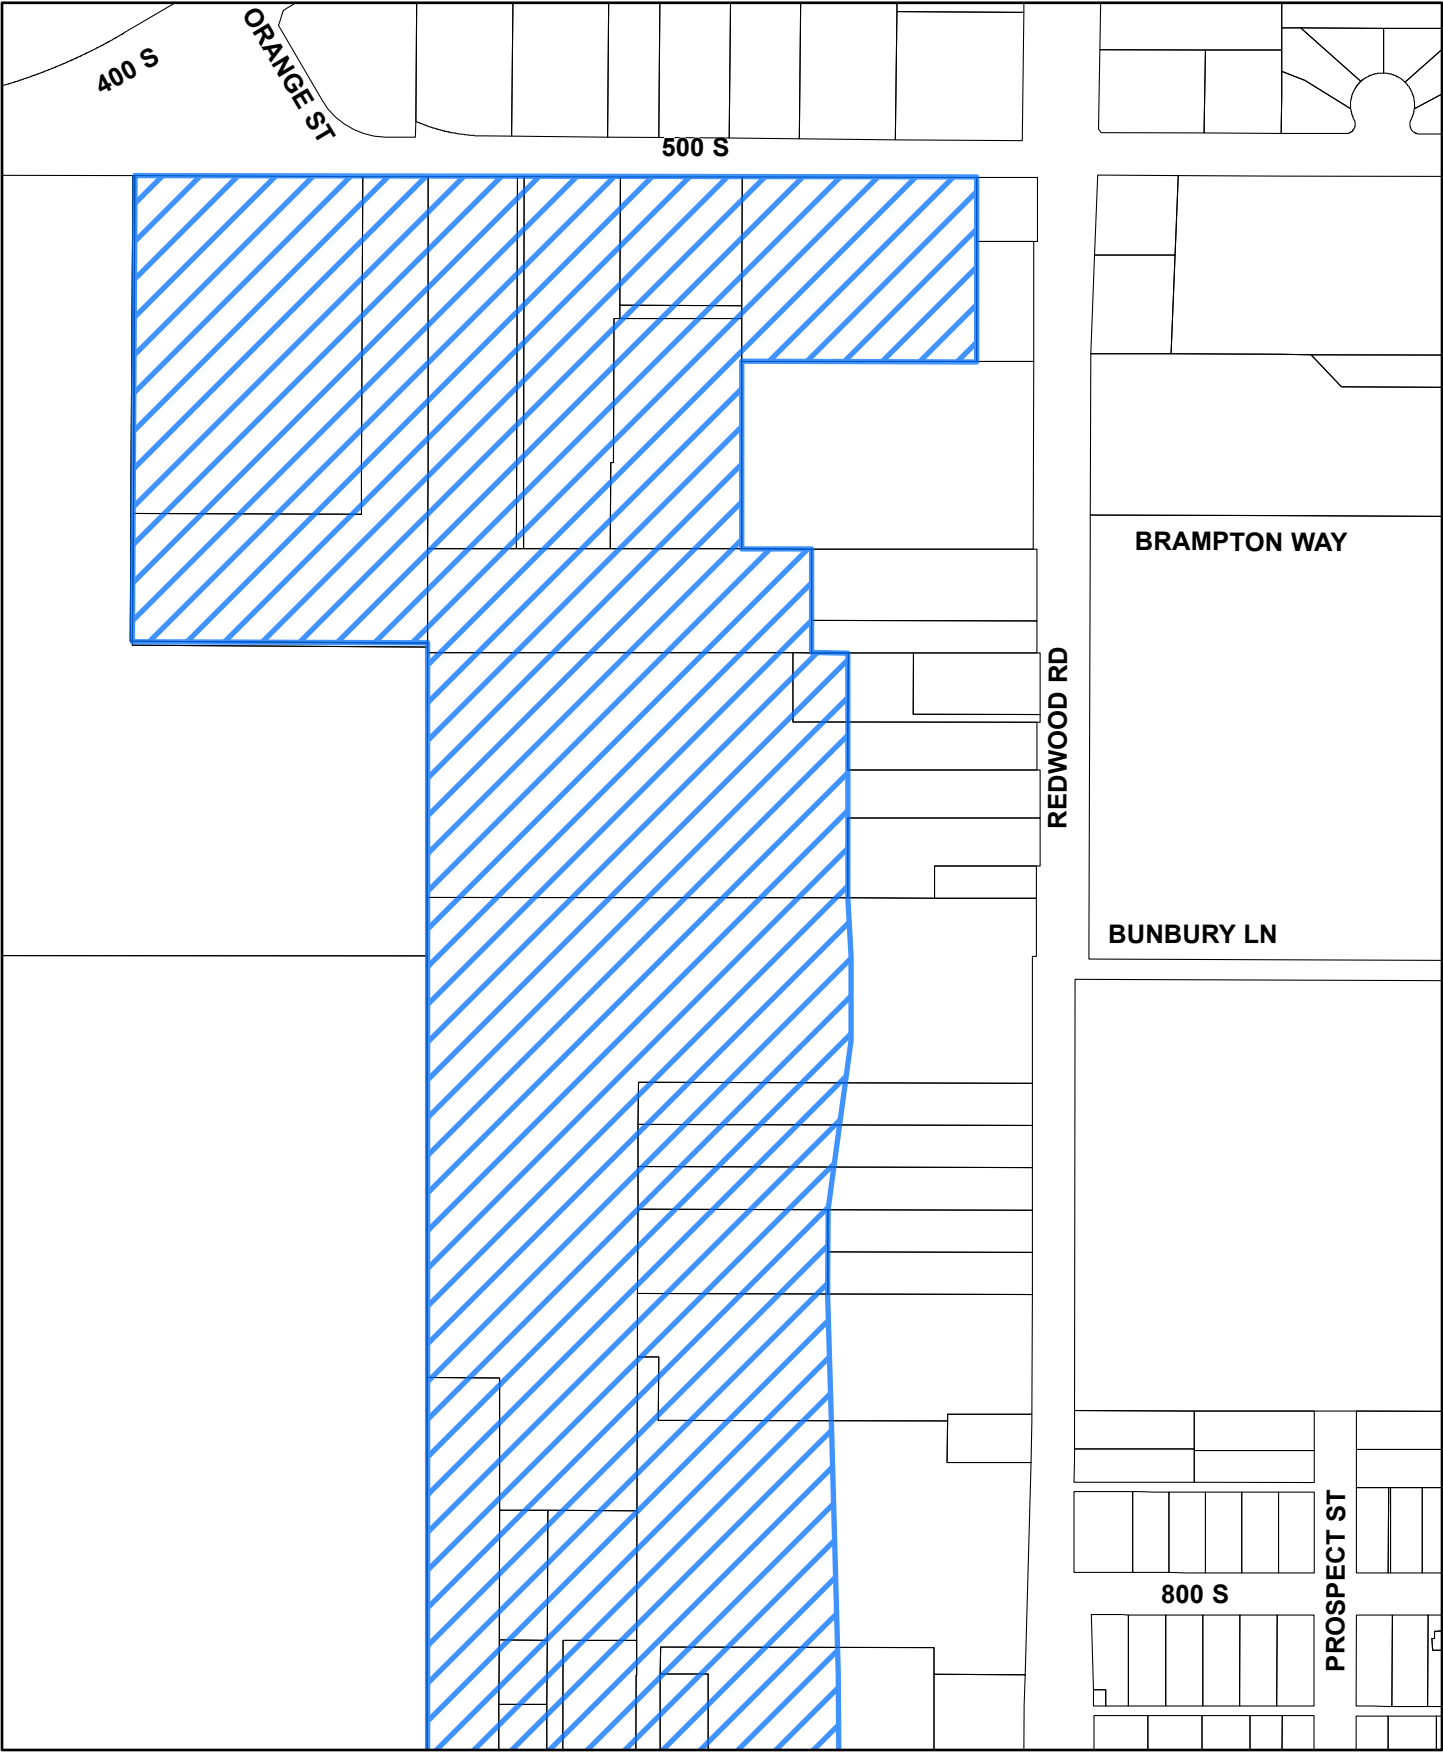 400 S
ORANGE ST
500 S
BRAMPTON WAY
REDWOOD RD
BUNBURY LN
PROSPECT ST
800 S